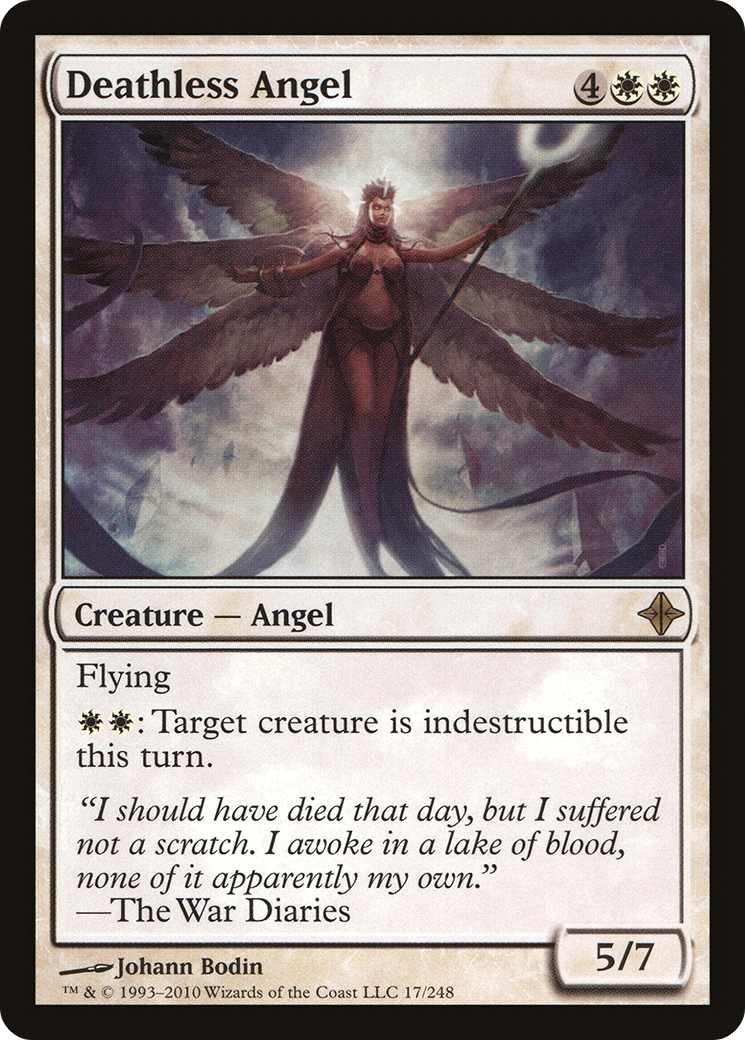 Deathless Angel 4
Creature — Angel
Flying
: Target creature is indestructible
this turn.
“I should have died that day, but I suffered
not a scratch. I awoke in a lake of blood,
none of it apparently my own.”
—The War Diaries
5/7
Johann Bodin
™ & © 1993–2010 Wizards of the Coast LLC 17/248